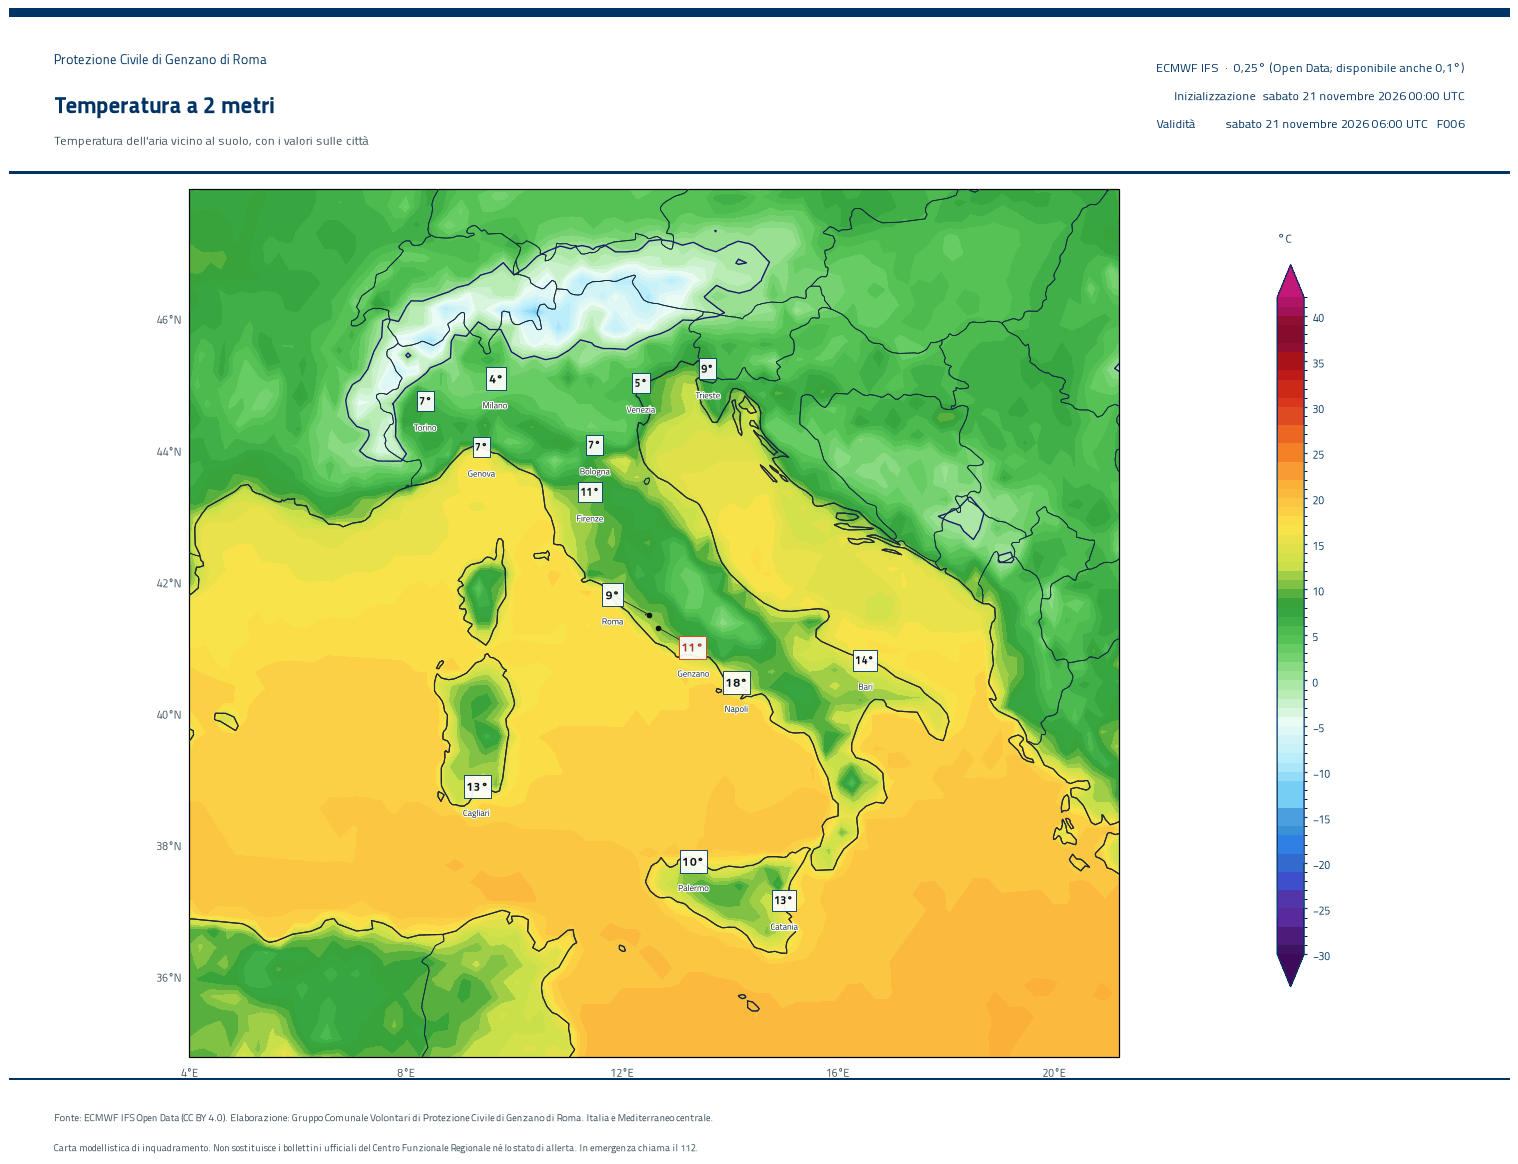 Protezione Civile di Genzano di Roma
Temperatura a 2 metri
Temperatura dell'aria vicino al suolo, con i valori sulle città
ECMWF IFS · 0,25° (Open Data; disponibile anche 0,1°)
Inizializzazione sabato 21 novembre 2026 00:00 UTC
Validità sabato 21 novembre 2026 06:00 UTC F006
°C
40
35
30
25
20
15
10
5
0
−5
−10
−15
−20
−25
−30
46°N
44°N
42°N
40°N
38°N
36°N
4°E
8°E
12°E
16°E
20°E
9°
Trieste
4°
Milano
5°
Venezia
7°
Torino
7°
Genova
7°
Bologna
11°
Firenze
9°
Roma
11°
Genzano
14°
Bari
18°
Napoli
13°
Cagliari
10°
Palermo
13°
Catania
Fonte: ECMWF IFS Open Data (CC BY 4.0). Elaborazione: Gruppo Comunale Volontari di Protezione Civile di Genzano di Roma. Italia e Mediterraneo centrale.
Carta modellistica di inquadramento. Non sostituisce i bollettini ufficiali del Centro Funzionale Regionale né lo stato di allerta. In emergenza chiama il 112.